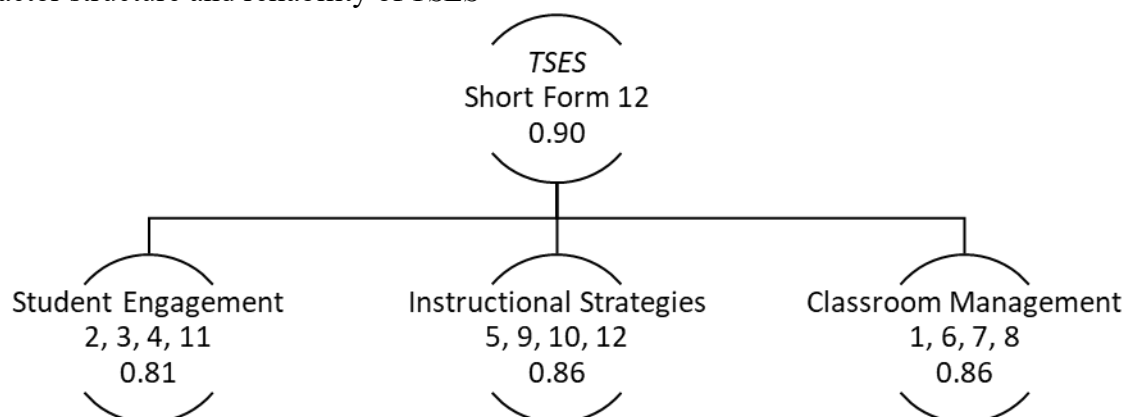 TSES
Short Form 12
0.90
Student Engagement
2, 3, 4, 11
0.81
Instructional Strategies
5, 9, 10, 12
0.86
Classroom Management
1, 6, 7, 8
0.86